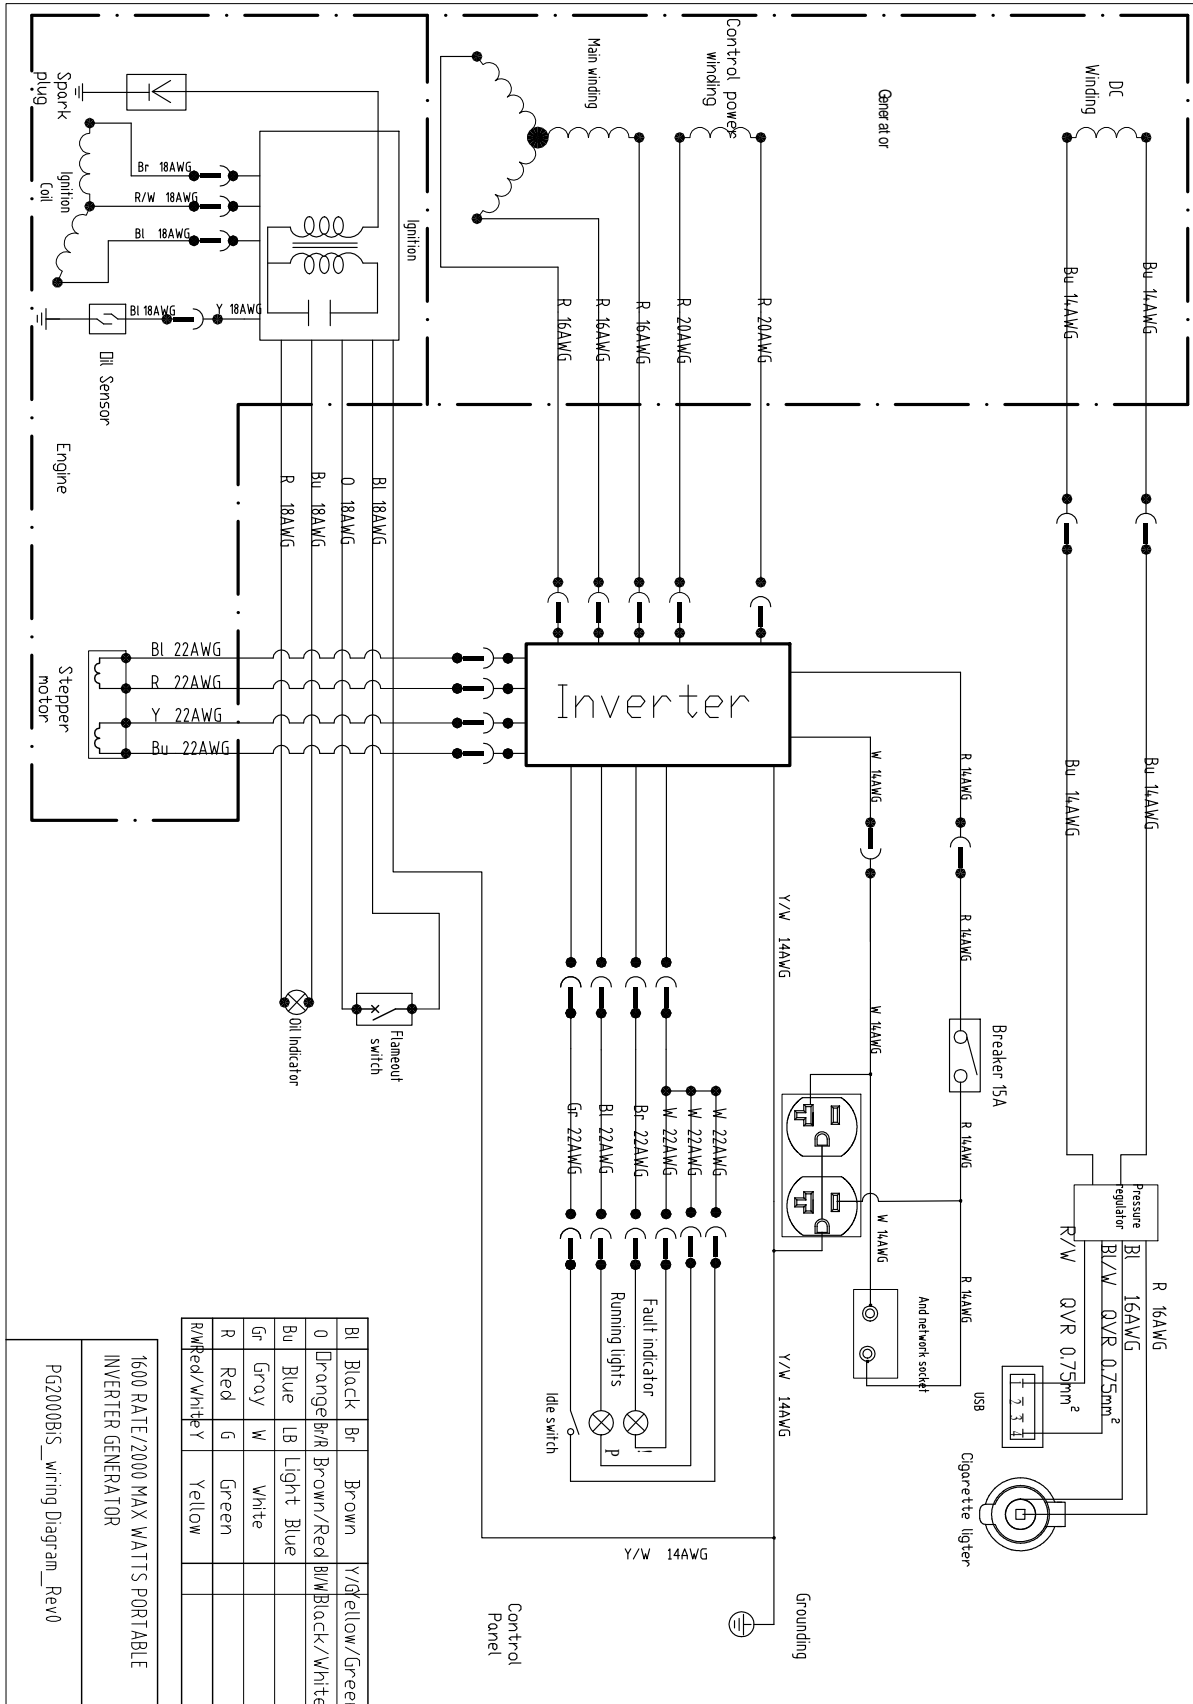 DC
Winding
Generator
Control power
winding
Main winding
Ignition
Spark
plug
Ignition
Coil
Oil Sensor
Engine
Br 18AWG
R/W 18AWG
Bl 18AWG
Bl 18AWG
Y 18AWG
R 16AWG
R 16AWG
R 16AWG
R 20AWG
R 20AWG
Bu 14AWG
Bu 14AWG
R 18AWG
Bu 18AWG
O 18AWG
Bl 18AWG
Stepper
motor
Bl 22AWG
R 22AWG
Y 22AWG
Bu 22AWG
Inverter
W 14AWG
R 14AWG
Bu 14AWG
Bu 14AWG
Y/W 14AWG
R 14AWG
W 14AWG
Breaker 15A
R 14AWG
Oil Indicator
Flameout
switch
Gr 22AWG
Bl 22AWG
Br 22AWG
W 22AWG
W 22AWG
W 22AWG
W 14AWG
R 14AWG
Pressure
regulator
R 16AWG
Bl 16AWG
Bl/W QVR 0.75mm²
R/W QVR 0.75mm²
And network socket
USB
1 2 3 4
Cigarette ligter
Fault indicator
Running lights
Idle switch
!
P
Y/W 14AWG
Y/W 14AWG
Grounding
Control
Panel
Bl Black Br Brown Y/G Yellow/Green
O Orange Br/R Brown/Red Bl/W Black/White
Bu Blue LB Light Blue
Gr Gray W White
R Red G Green
R/W Red/White Y Yellow
1600 RATE/2000 MAX WATTS PORTABLE
INVERTER GENERATOR
PG2000BiS_wiring Diagram_Rev0